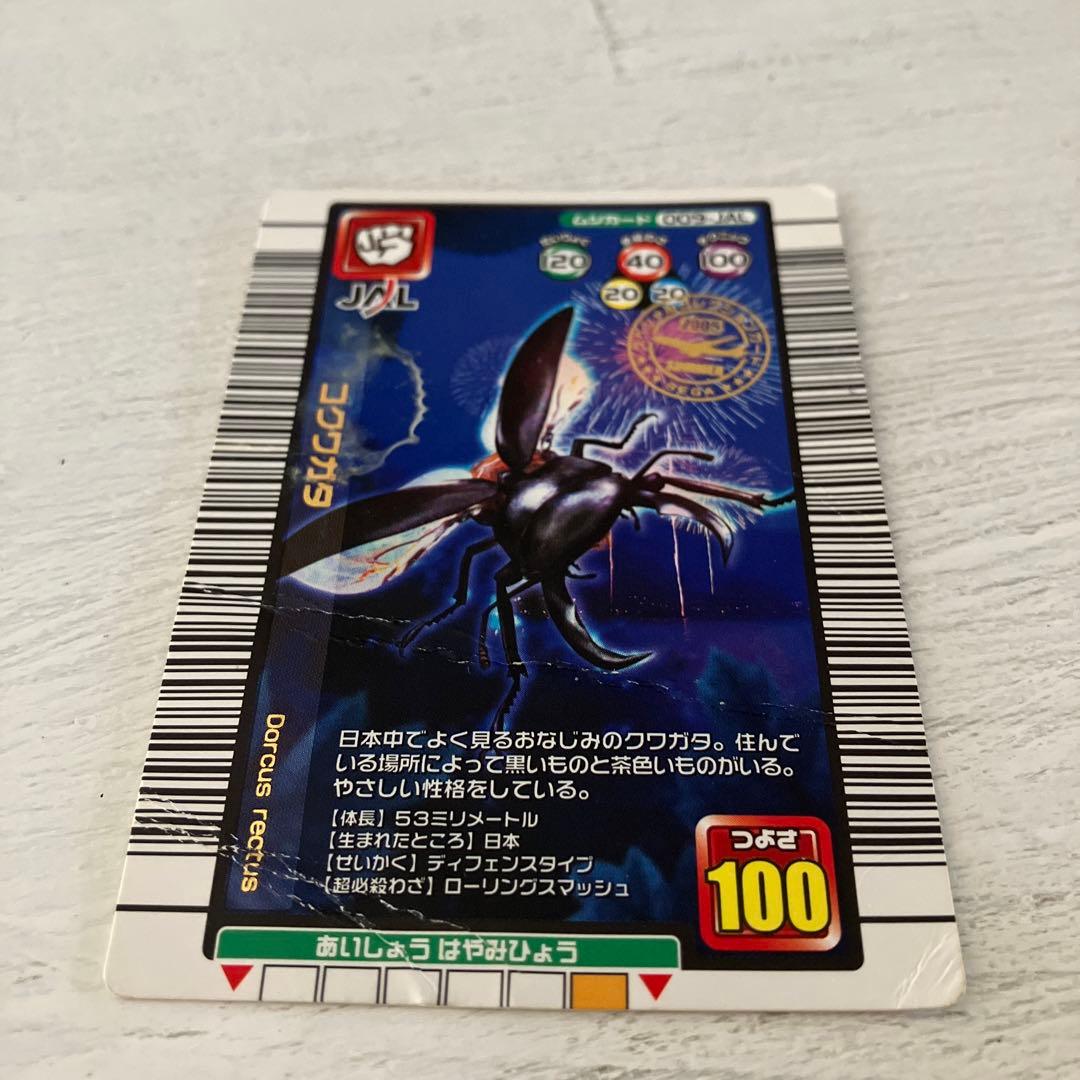 ムシカード 009-JAL
120
40
100
20
20
JAL
2005
SUMMER
SEGA
コクワガタ
Dorcus rectus
日本中でよく見るおなじみのクワガタ。住んで
いる場所によって黒いものと茶色いものがいる。
やさしい性格をしている。
【体長】53ミリメートル
【生まれたところ】日本
【せいかく】ディフェンスタイプ
【超必殺わざ】ローリングスマッシュ
つよさ
100
あいしょう はやみひょう